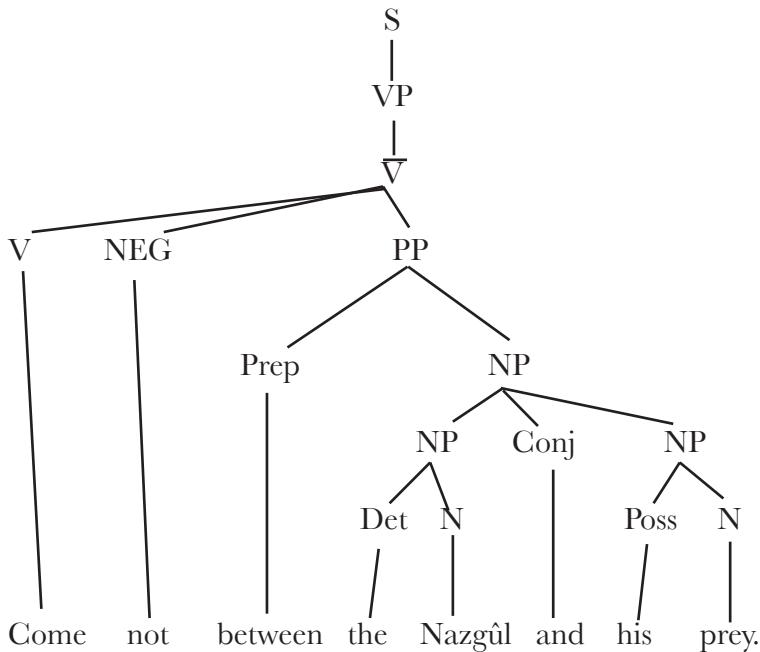 S
VP
V̅
V NEG PP
Prep NP
NP Conj NP
Det N Poss N
Come not between the Nazgûl and his prey.